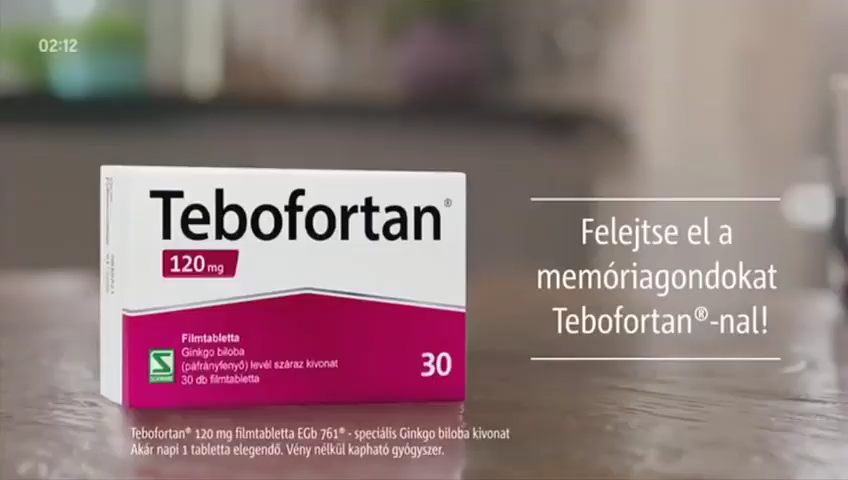 02:12
Tebofortan®
120 mg
Filmtabletta
Ginkgo biloba
(páfrányfenyő) levél száraz kivonat
30 db filmtabletta
30
SCHWABE
Felejtse el a
memóriagondokat
Tebofortan®-nal!
Tebofortan® 120 mg filmtabletta EGb 761® - speciális Ginkgo biloba kivonat
Akár napi 1 tabletta elegendő. Vény nélkül kapható gyógyszer.